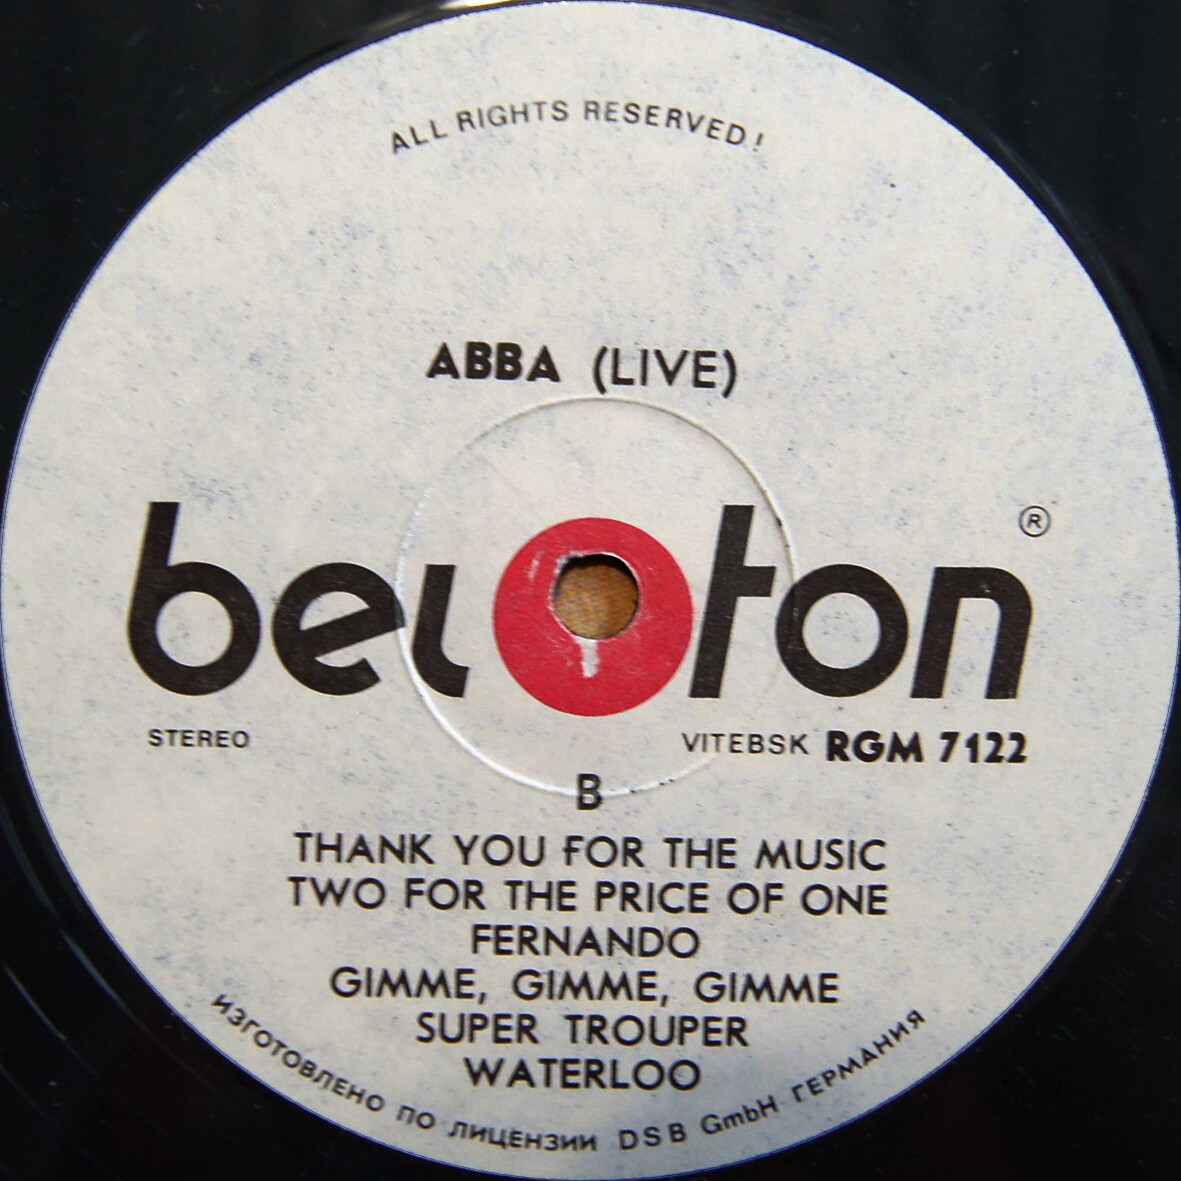 ALL RIGHTS RESERVED!
ABBA (LIVE)
beloton ®
STEREO
VITEBSK RGM 7122
B
THANK YOU FOR THE MUSIC
TWO FOR THE PRICE OF ONE
FERNANDO
GIMME, GIMME, GIMME
SUPER TROUPER
WATERLOO
ИЗГОТОВЛЕНО ПО ЛИЦЕНЗИИ DSB GmbH ГЕРМАНИЯ